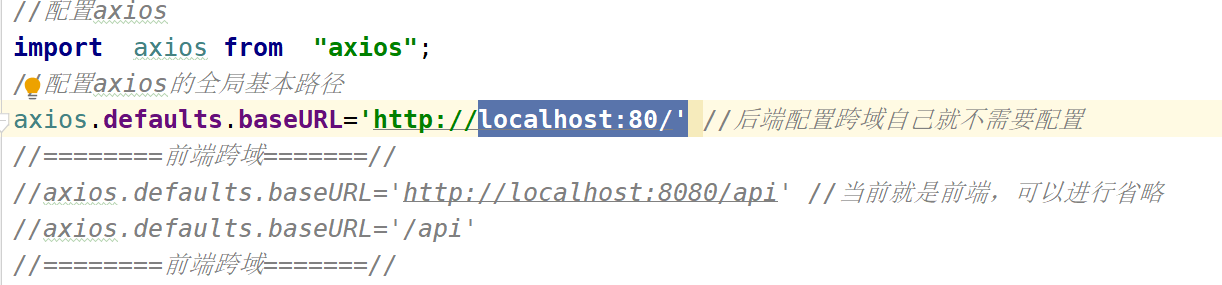 //配置axios
import  axios from  "axios";
//配置axios的全局基本路径
axios.defaults.baseURL='http://localhost:80/' //后端配置跨域自己就不需要配置
//========前端跨域=======//
//axios.defaults.baseURL='http://localhost:8080/api' //当前就是前端，可以进行省略
//axios.defaults.baseURL='/api'
//========前端跨域=======//